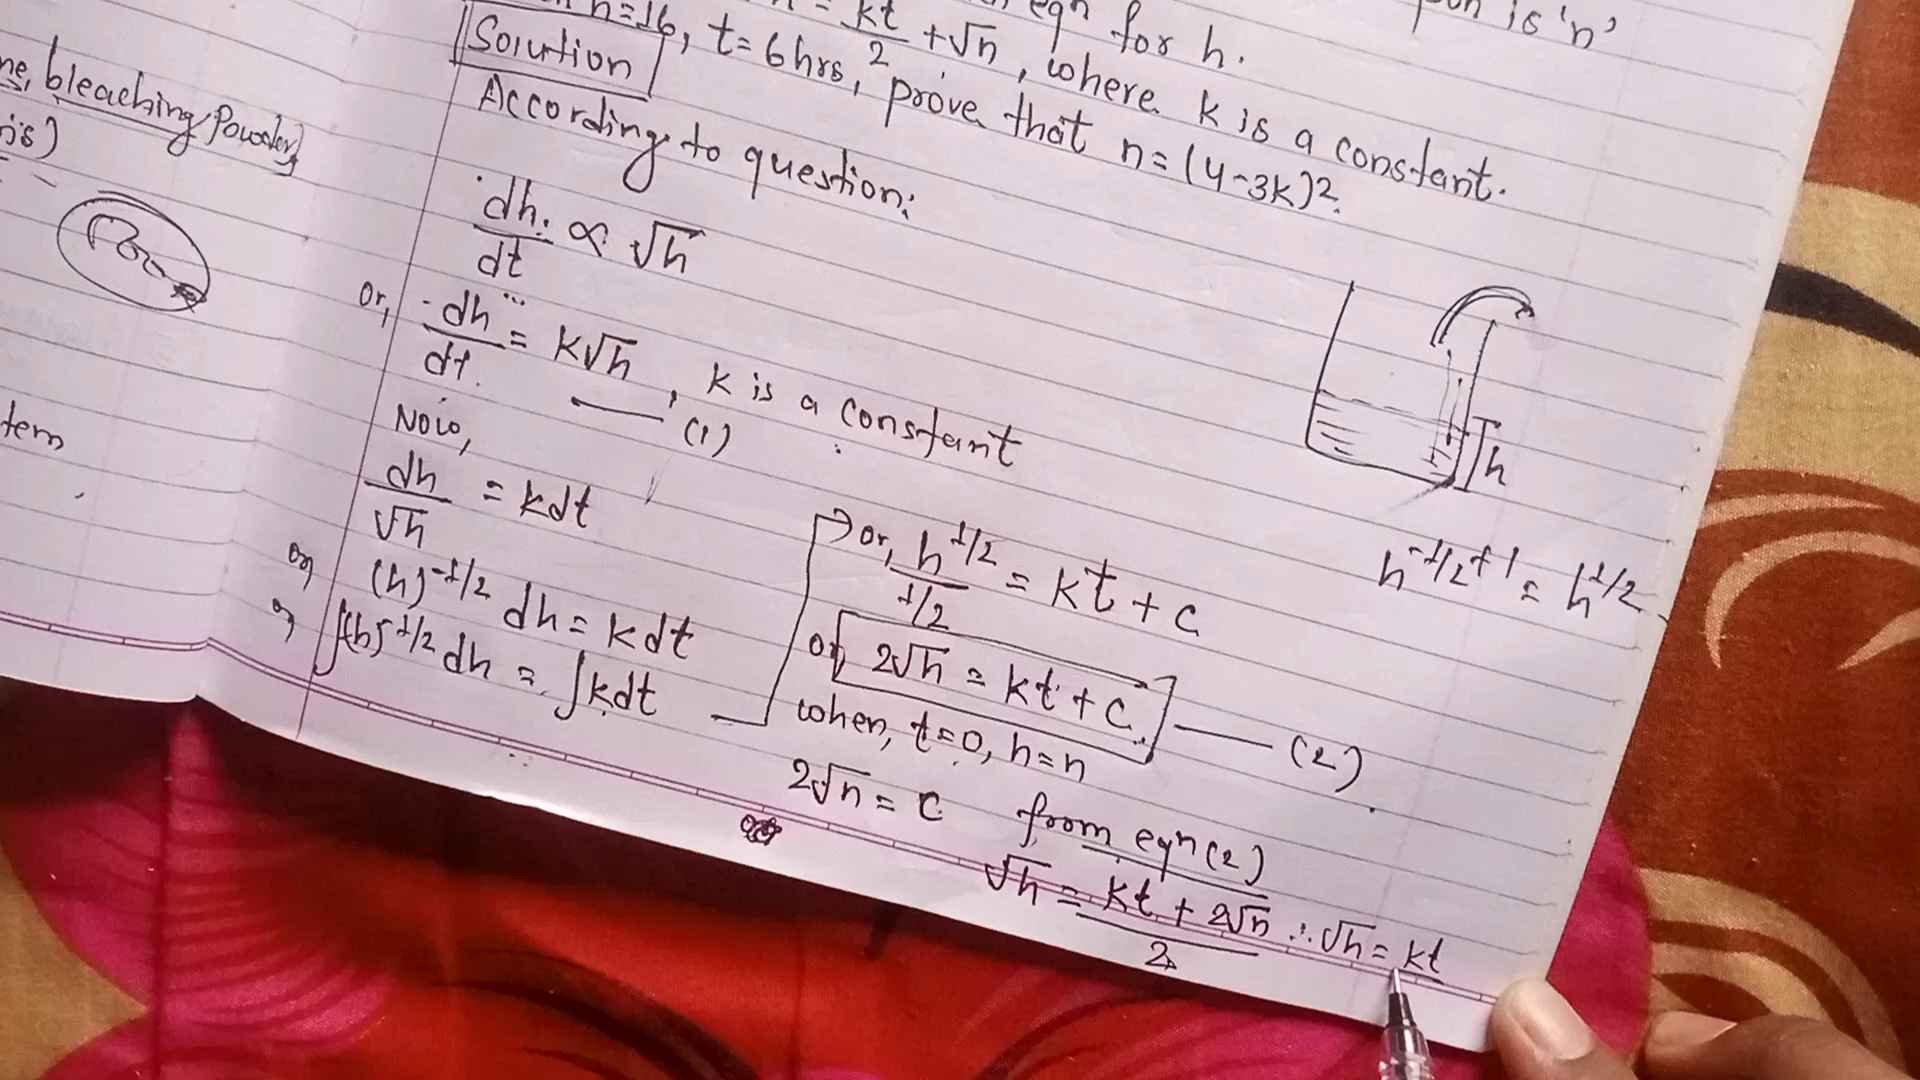 is 'n'
eqn for h.
= kt/2 + √n, where k is a constant.
h=16, t=6hrs, prove that n=(4-3k)2.
Solution
According to question:
dh/dt ∝ √h
or, dh/dt = k√h, k is a constant
(1)
Now,
dh/√h = kdt
or (h)-1/2 dh = kdt
∫(h)-1/2 dh = ∫kdt
or, h1/2 / 1/2 = kt + c
or, 2√h = kt + c (2)
when, t=0, h=n
2√n = c
from eqn (2)
√h = kt + 2√n / 2 ∴ √h = kt
h
h-1/2+1 = h1/2
bleaching Powder,